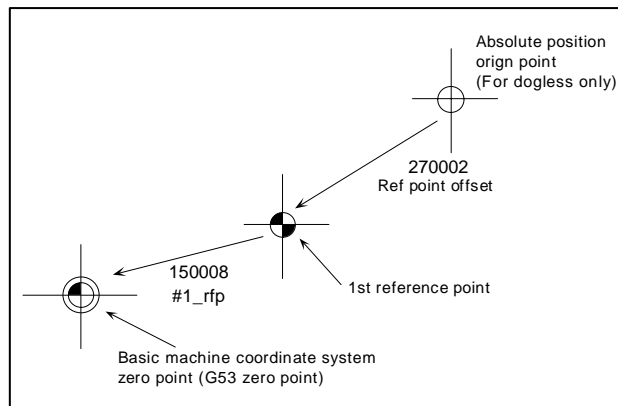 Absolute position
orign point
(For dogless only)
270002
Ref point offset
150008
#1_rfp
1st reference point
Basic machine coordinate system
zero point (G53 zero point)